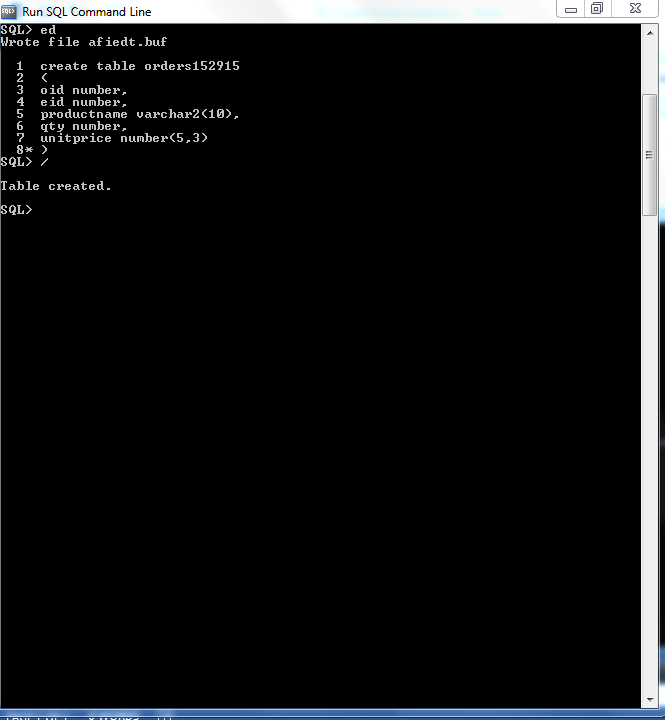 SQL> Run SQL Command Line
SQL> ed
Wrote file afiedt.buf
1 create table orders152915
2 (
3 oid number,
4 eid number,
5 productname varchar2(10),
6 qty number,
7 unitprice number(5,3)
8* )
SQL> /
Table created.
SQL>